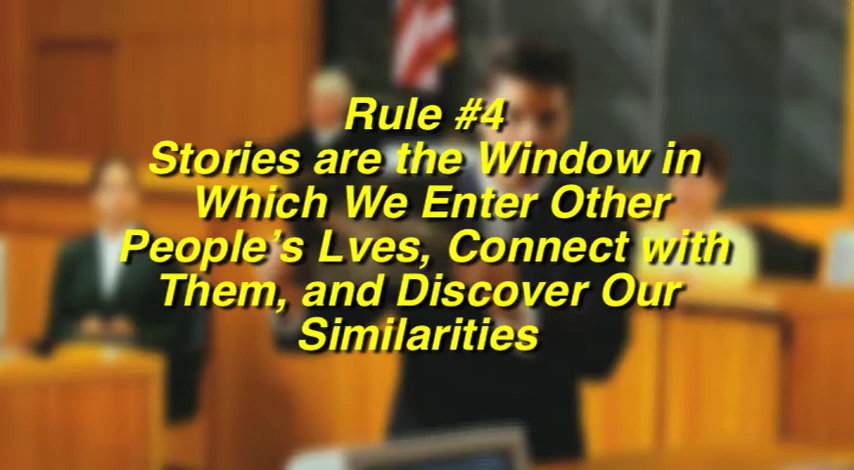 Rule #4
Stories are the Window in
Which We Enter Other
People's Lves, Connect with
Them, and Discover Our
Similarities